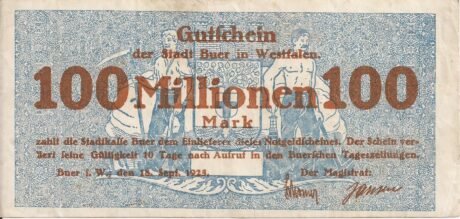 Gutschein
der Stadt Buer in Westfalen.
100 Millionen 100
Mark
zahlt die Stadtkasse Buer dem Einlieferer dieses Notgeldscheines. Der Schein ver-
liert seine Gültigkeit 10 Tage nach Aufruf in den Buerschen Tageszeitungen.
Buer i. W., den 18. Sept. 1923.
Der Magistrat: